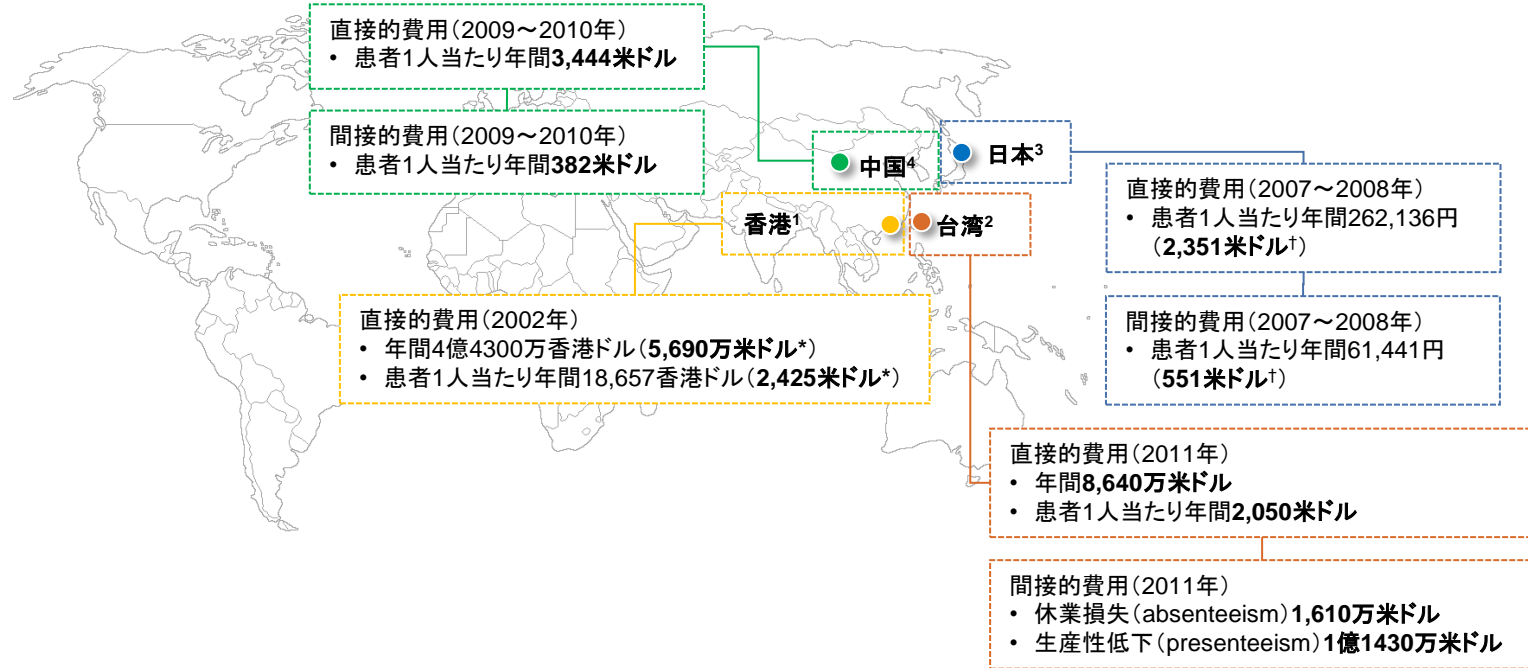 直接的費用(2009～2010年)
• 患者1人当たり年間3,444米ドル
間接的費用(2009～2010年)
• 患者1人当たり年間382米ドル
中国4
日本3
香港1
台湾2
直接的費用(2007～2008年)
• 患者1人当たり年間262,136円
(2,351米ドル†)
間接的費用(2007～2008年)
• 患者1人当たり年間61,441円
(551米ドル†)
直接的費用(2002年)
• 年間4億4300万香港ドル(5,690万米ドル*)
• 患者1人当たり年間18,657香港ドル(2,425米ドル*)
直接的費用(2011年)
• 年間8,640万米ドル
• 患者1人当たり年間2,050米ドル
間接的費用(2011年)
• 休業損失(absenteeism)1,610万米ドル
• 生産性低下(presenteeism)1億1430万米ドル